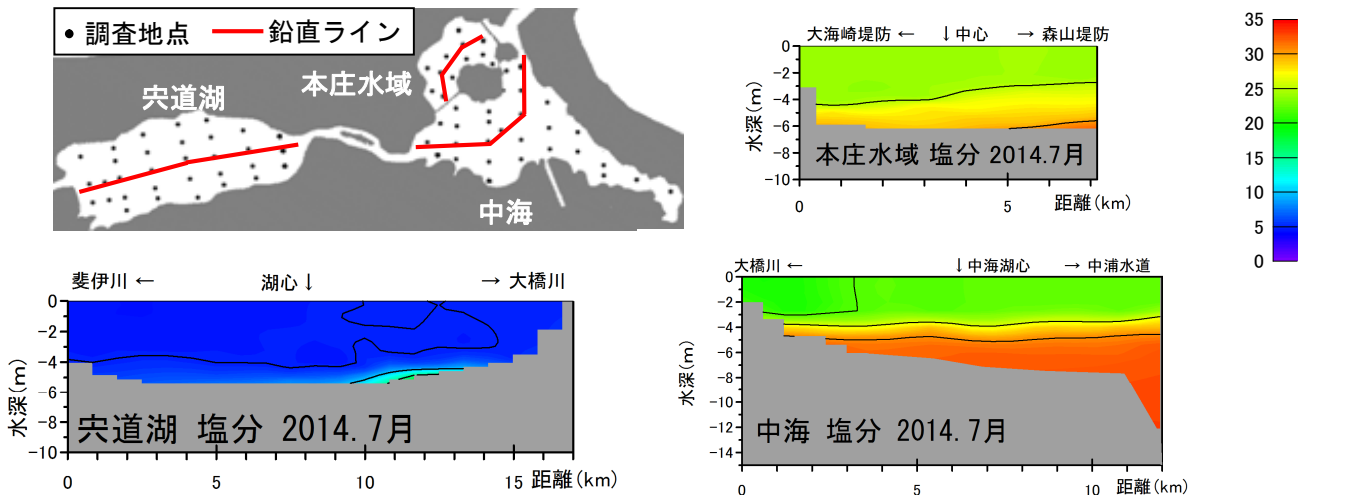 ● 調査地点 ― 鉛直ライン
宍道湖
本庄水域
中海
大海崎堤防 ← ↓中心 → 森山堤防
水深(m)
0
-2
-4
-6
-8
-10
本庄水域 塩分 2014.7月
0
5
距離(km)
35
30
25
20
15
10
5
0
斐伊川 ← 湖心 ↓ → 大橋川
水深(m)
0
-2
-4
-6
-8
-10
宍道湖 塩分 2014.7月
0
5
10
15
距離(km)
大橋川 ← ↓中海湖心 → 中浦水道
水深(m)
0
-2
-4
-6
-8
-10
-12
-14
中海 塩分 2014.7月
0
5
10
距離(km)